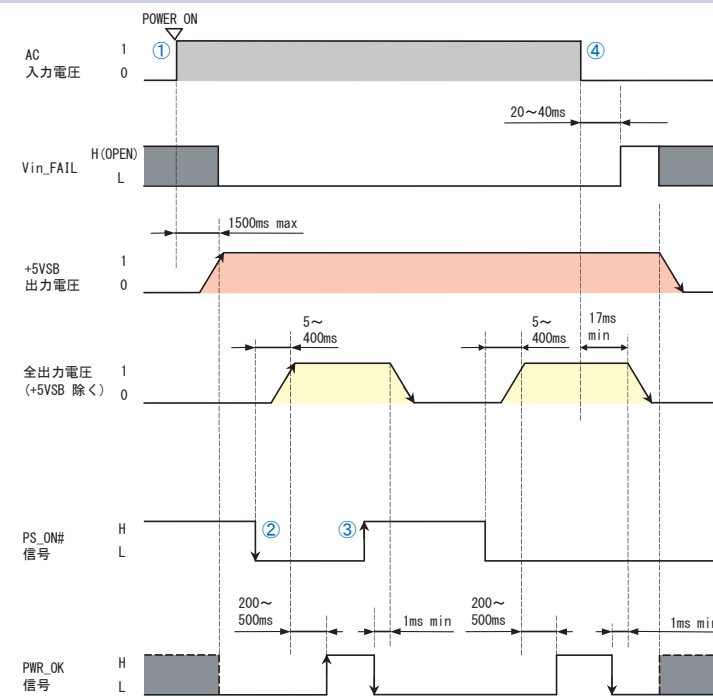 POWER ON
① ④
AC
入力電圧
1
0
20～40ms
Vin_FAIL
H(OPEN)
L
1500ms max
+5VSB
出力電圧
1
0
5～
400ms
5～
400ms
17ms
min
全出力電圧
(+5VSB 除く)
1
0
PS_ON#
信号
H
L
② ③
200～
500ms
1ms min
200～
500ms
1ms min
PWR_OK
信号
H
L